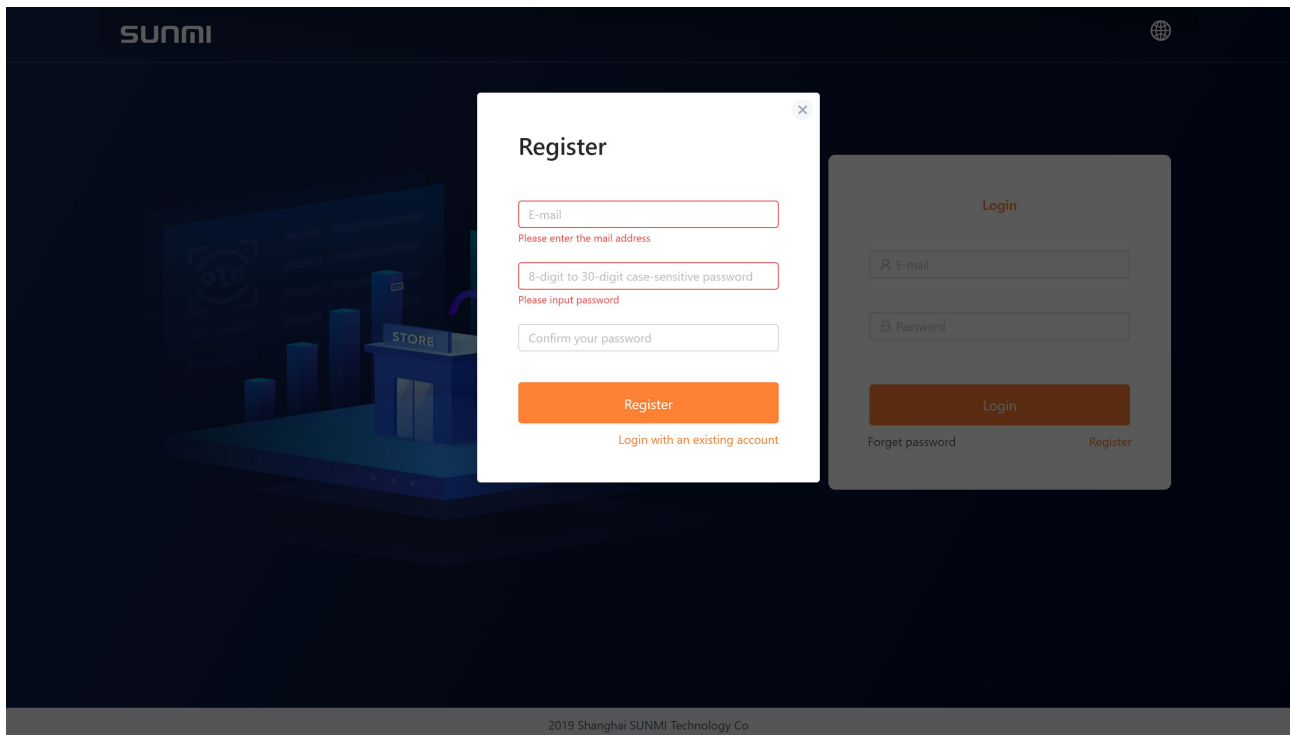 SUNMI
Register
E-mail
Please enter the mail address
8-digit to 30-digit case-sensitive password
Please input password
Confirm your password
Register
Login with an existing account
Login
E-mail
Password
Login
Forget password
Register
STORE
2019 Shanghai SUNMI Technology Co